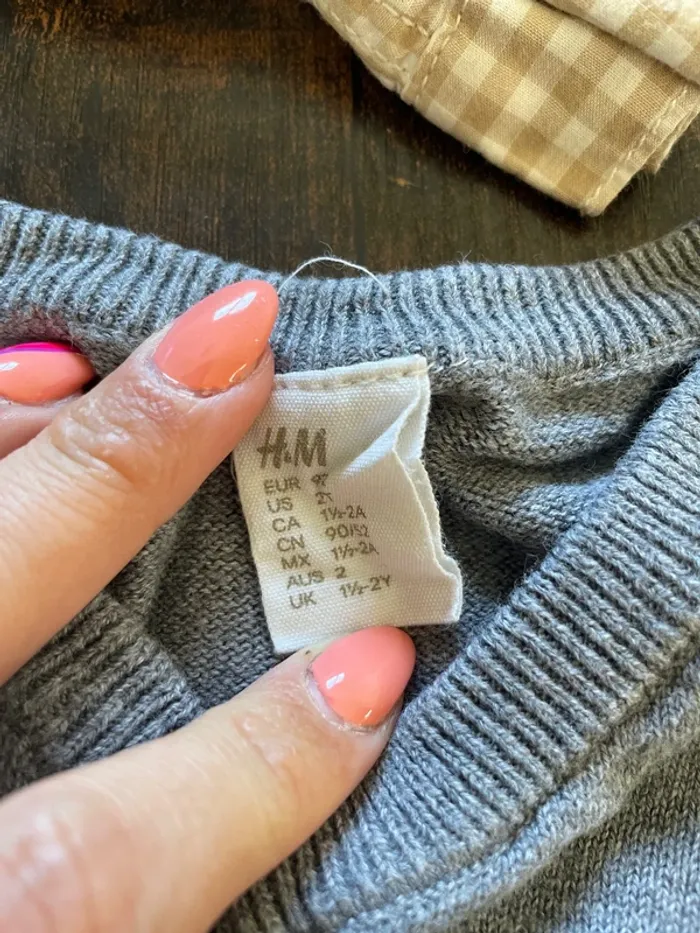 H&M
EUR 92
US 2T
CA 1½-2A
CN 90/52
MX 1½-2A
AUS 2
UK 1½-2Y